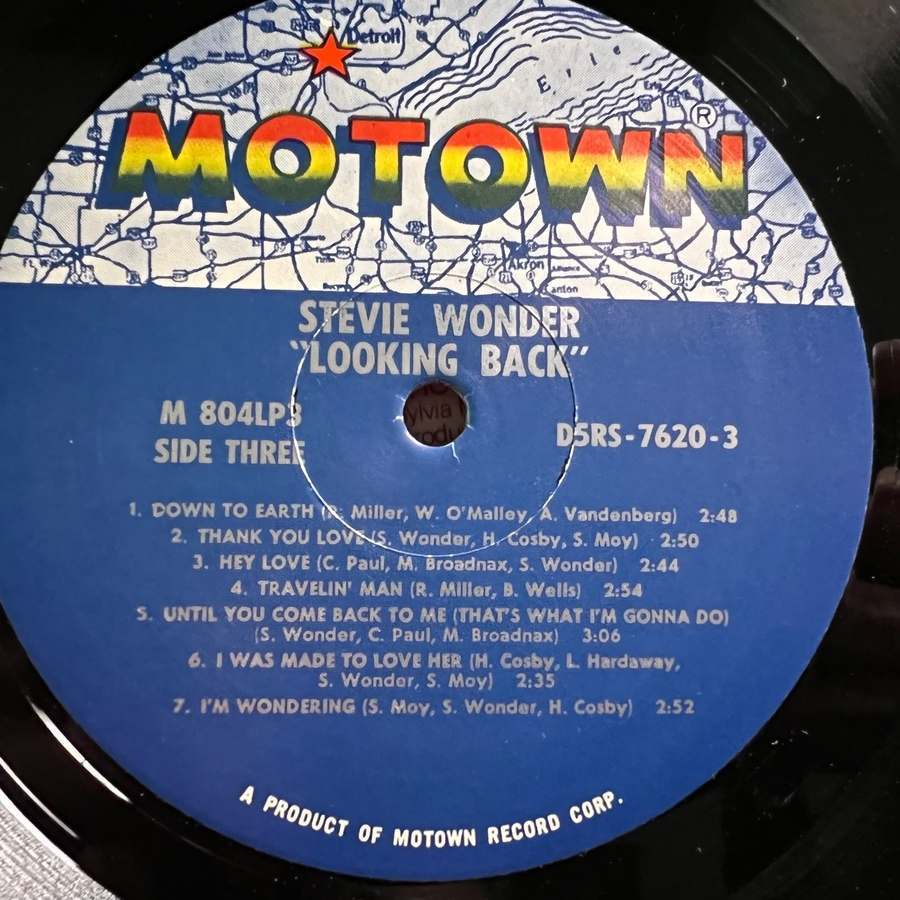 Detroit
Erie
MOTOWN®
Akron
Canton
STEVIE WONDER
"LOOKING BACK"
M 804LP3
SIDE THREE
D5RS-7620-3
1. DOWN TO EARTH (R. Miller, W. O'Malley, A. Vandenberg) 2:48
2. THANK YOU LOVE (S. Wonder, H. Cosby, S. Moy) 2:50
3. HEY LOVE (C. Paul, M. Broadnax, S. Wonder) 2:44
4. TRAVELIN' MAN (R. Miller, B. Wells) 2:54
5. UNTIL YOU COME BACK TO ME (THAT'S WHAT I'M GONNA DO)
(S. Wonder, C. Paul, M. Broadnax) 3:06
6. I WAS MADE TO LOVE HER (H. Cosby, L. Hardaway,
S. Wonder, S. Moy) 2:35
7. I'M WONDERING (S. Moy, S. Wonder, H. Cosby) 2:52
A PRODUCT OF MOTOWN RECORD CORP.